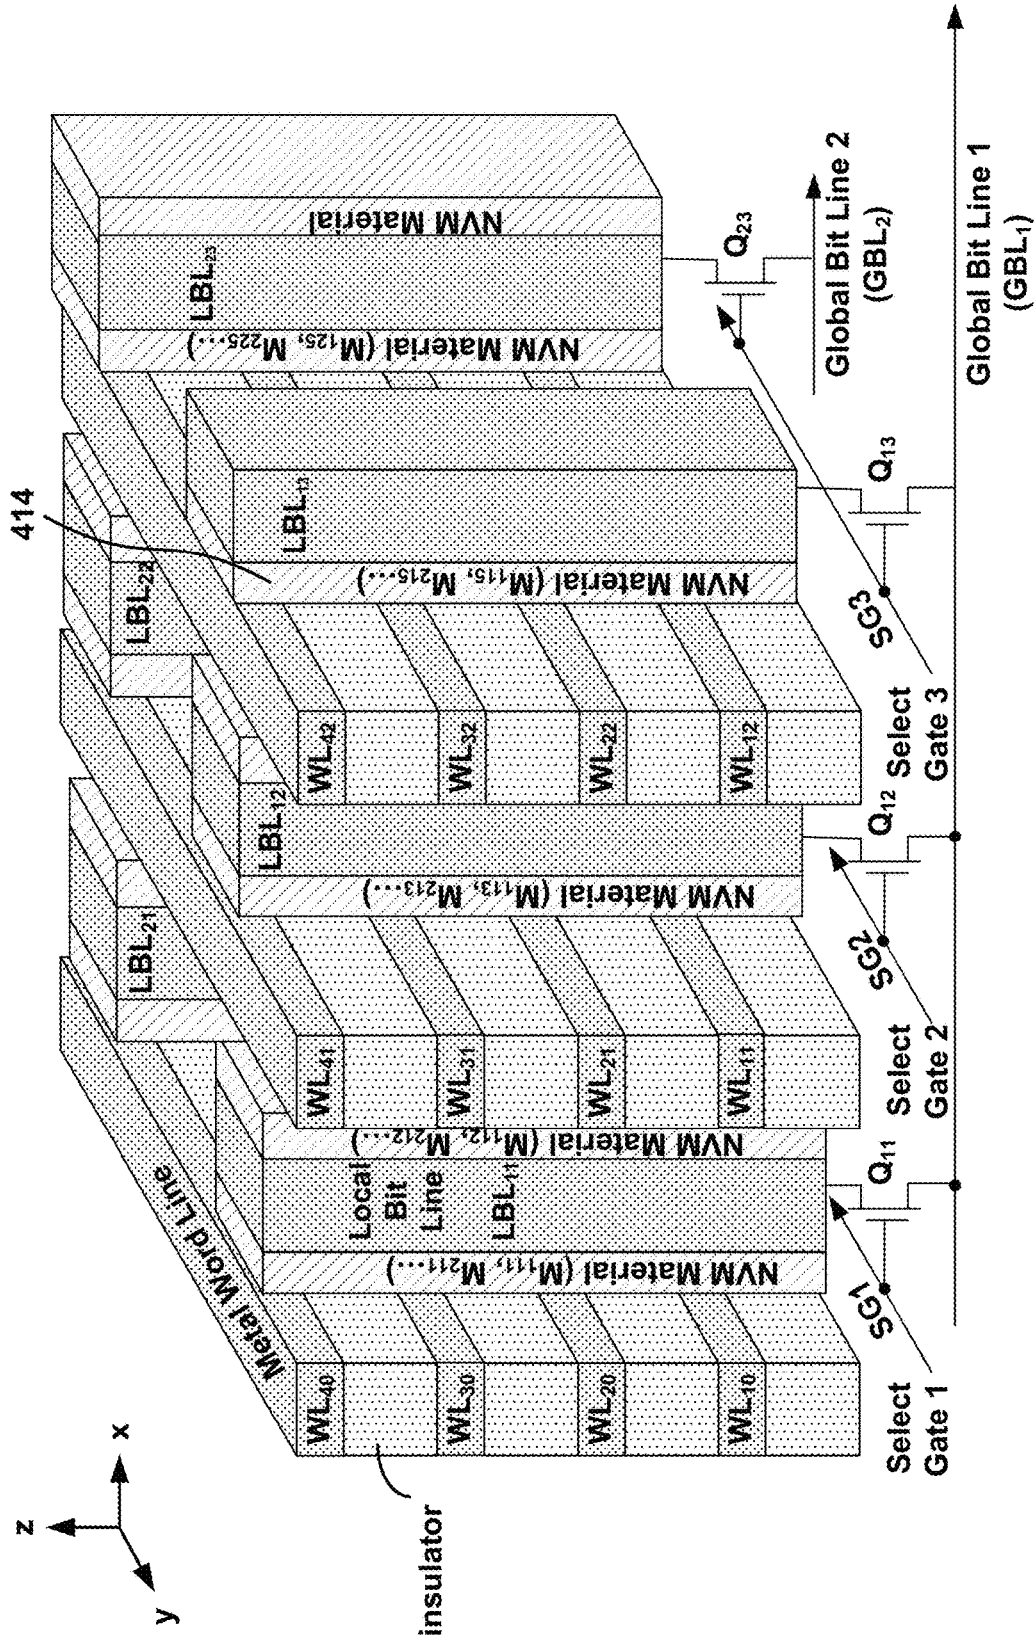 z
x
y
Metal Word Line
414
LBL₂₁
LBL₂₂
LBL₂₃
NVM Material
NVM Material (M₁₂₅, M₂₂₅...)
LBL₁₃
NVM Material (M₁₁₅, M₂₁₅...)
LBL₁₂
NVM Material (M₁₁₃, M₂₁₃...)
Local
Bit
Line
LBL₁₁
NVM Material (M₁₁₂, M₂₁₂...)
NVM Material (M₁₁₁, M₂₁₁...)
WL₄₀
WL₃₀
WL₂₀
WL₁₀
WL₄₁
WL₃₁
WL₂₁
WL₁₁
WL₄₂
WL₃₂
WL₂₂
WL₁₂
insulator
Q₂₃
Global Bit Line 2
(GBL₂)
Q₁₁
Q₁₂
Q₁₃
SG1
SG2
SG3
Select
Gate 1
Select
Gate 2
Select
Gate 3
Global Bit Line 1
(GBL₁)